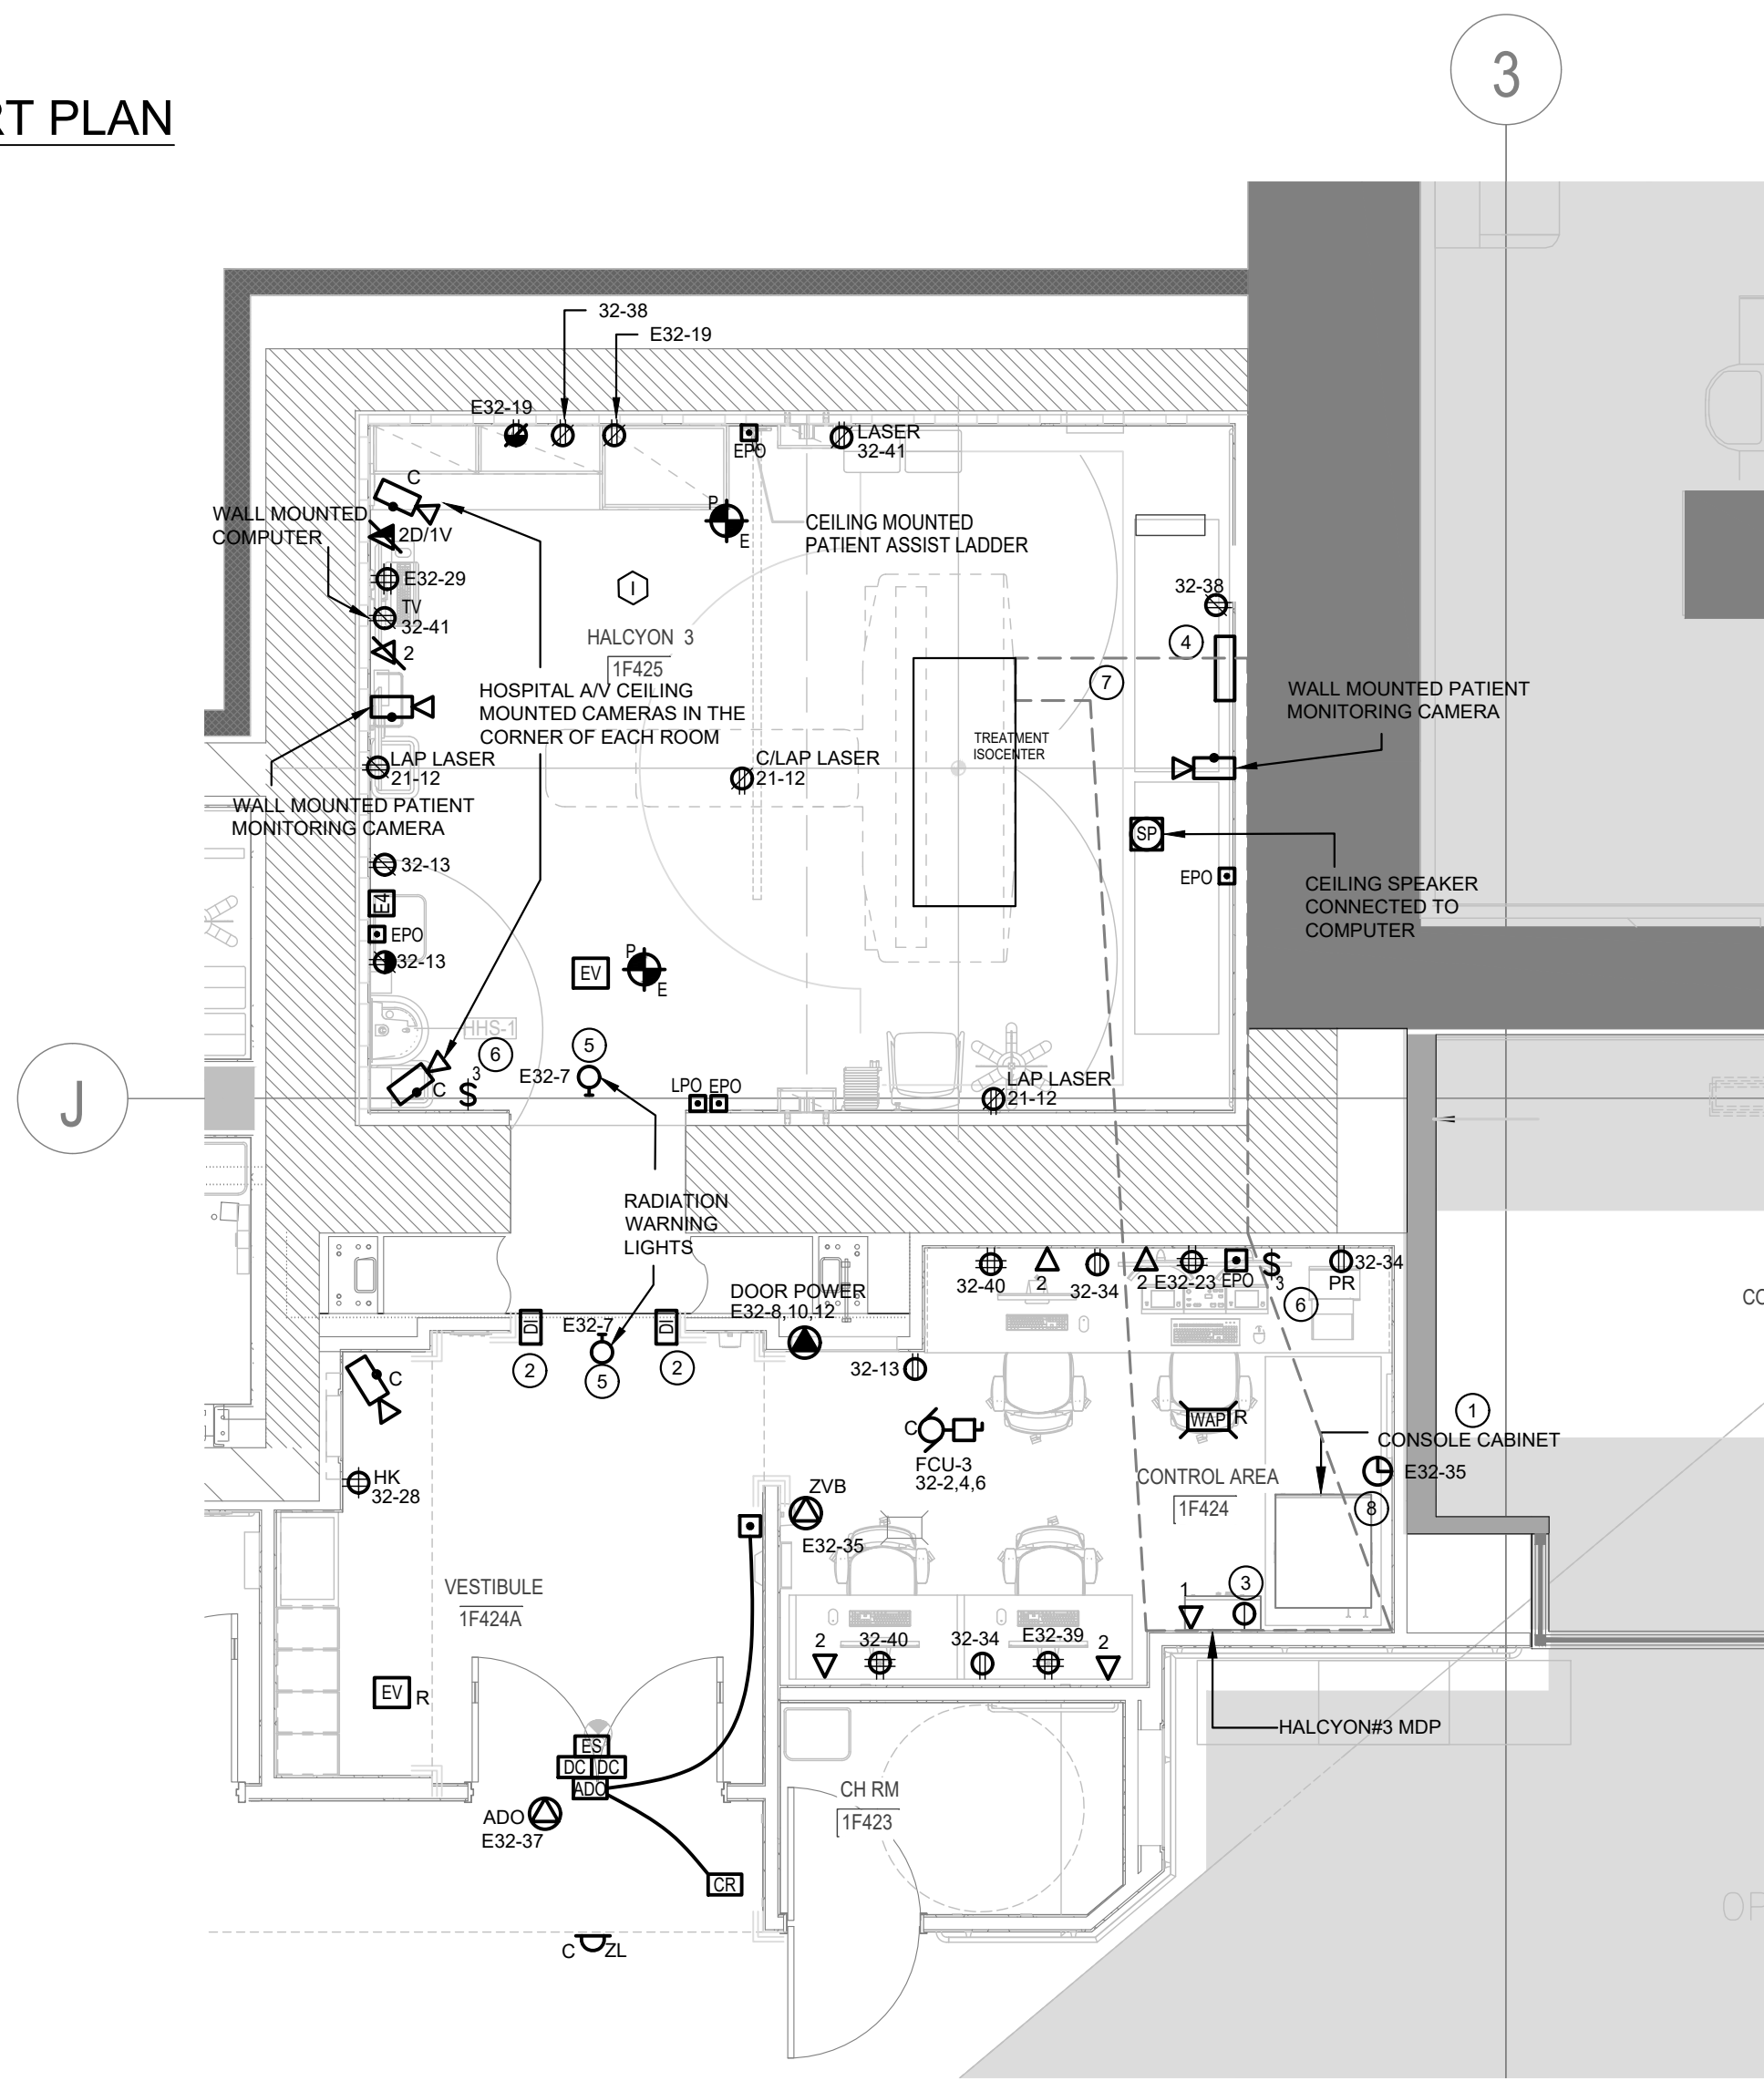 RT PLAN
3
32-38
E32-19
E32-19
EPO
LASER
32-41
C
WALL MOUNTED
COMPUTER
2D/1V
P
E
CEILING MOUNTED
PATIENT ASSIST LADDER
E32-29
I
TV
32-41
32-38
2
HALCYON 3
1F425
4
7
HOSPITAL A/V CEILING
MOUNTED CAMERAS IN THE
CORNER OF EACH ROOM
WALL MOUNTED PATIENT
MONITORING CAMERA
TREATMENT
ISOCENTER
LAP LASER
21-12
C/LAP LASER
21-12
WALL MOUNTED PATIENT
MONITORING CAMERA
SP
32-13
EPO
CEILING SPEAKER
CONNECTED TO
COMPUTER
E4
EPO
32-13
EV
P
E
HHS-1
6
5
E32-7
C
$3
LPO EPO
LAP LASER
21-12
J
RADIATION
WARNING
LIGHTS
DOOR POWER
E32-8,10,12
32-40
2
32-34
2
E32-23
EPO
$3
32-34
PR
6
CO
DI
E32-7
DI
2
5
2
32-13
C
C
FCU-3
32-2,4,6
WAP
R
1
CONSOLE CABINET
E32-35
8
CONTROL AREA
1F424
HK
32-28
ZVB
E32-35
VESTIBULE
1F424A
1
3
2
32-40
32-34
E32-39
2
EV
R
HALCYON#3 MDP
ES
DC
DC
ADO
ADO
E32-37
CH RM
1F423
CR
OP
C
ZL